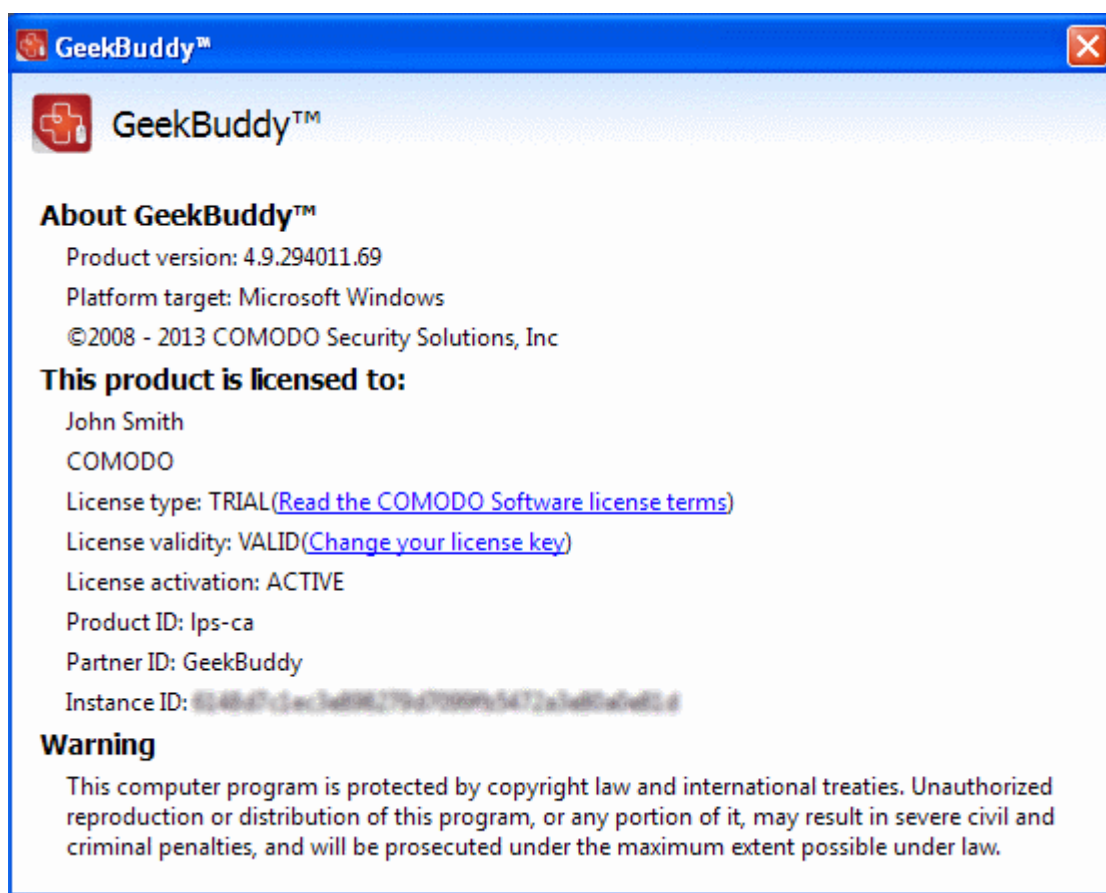 GeekBuddy™
GeekBuddy™
About GeekBuddy™
Product version: 4.9.294011.69
Platform target: Microsoft Windows
©2008 - 2013 COMODO Security Solutions, Inc
This product is licensed to:
John Smith
COMODO
License type: TRIAL(Read the COMODO Software license terms)
License validity: VALID(Change your license key)
License activation: ACTIVE
Product ID: lps-ca
Partner ID: GeekBuddy
Instance ID:
Warning
This computer program is protected by copyright law and international treaties. Unauthorized
reproduction or distribution of this program, or any portion of it, may result in severe civil and
criminal penalties, and will be prosecuted under the maximum extent possible under law.